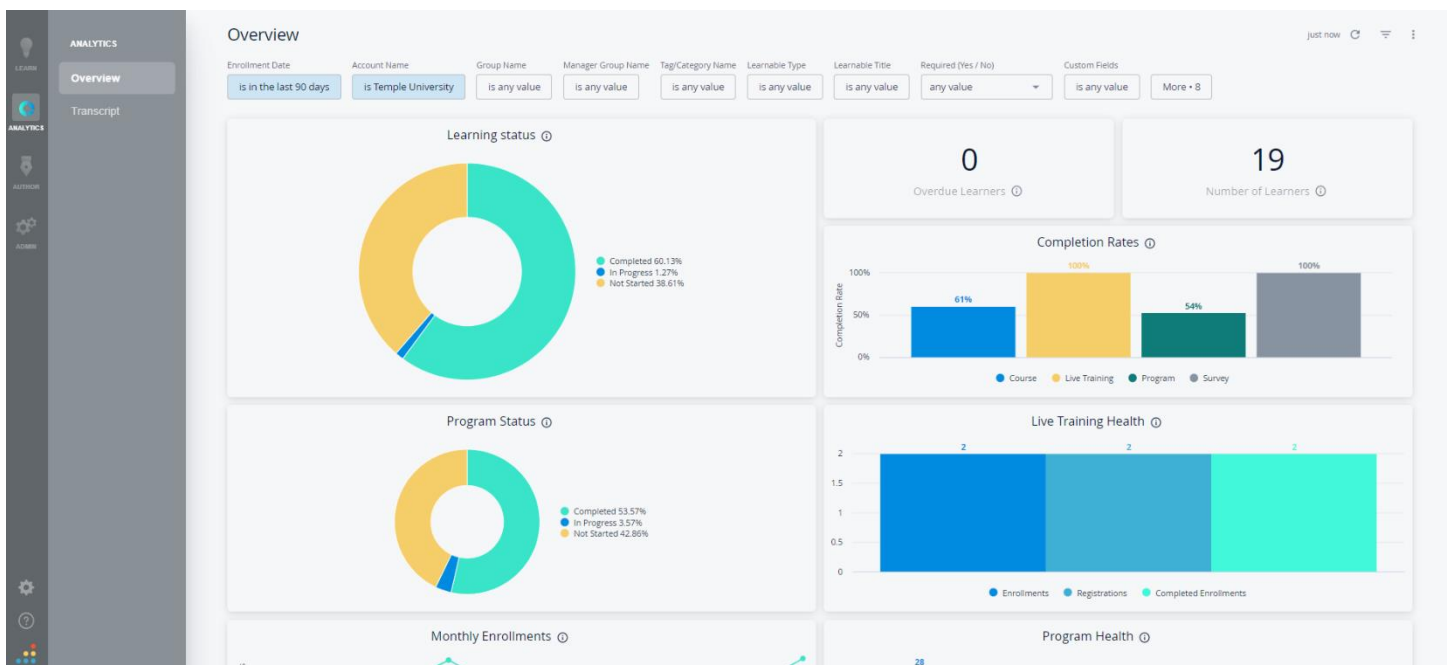 LEARN
ANALYTICS
AUTHOR
ADMIN
ANALYTICS
Overview
Transcript
Overview
just now
Enrollment Date
Account Name
Group Name
Manager Group Name
Tag/Category Name
Learnable Type
Learnable Title
Required (Yes / No)
Custom Fields
is in the last 90 days
is Temple University
is any value
is any value
is any value
is any value
is any value
any value
is any value
More • 8
Learning status
Completed 60.13%
In Progress 1.27%
Not Started 38.61%
0
Overdue Learners
19
Number of Learners
Completion Rates
Completion Rate
100%
50%
0%
61%
100%
54%
100%
Course
Live Training
Program
Survey
Program Status
Completed 53.57%
In Progress 3.57%
Not Started 42.86%
Live Training Health
2
1.5
1
0.5
0
2
2
2
Enrollments
Registrations
Completed Enrollments
Monthly Enrollments
Program Health
28